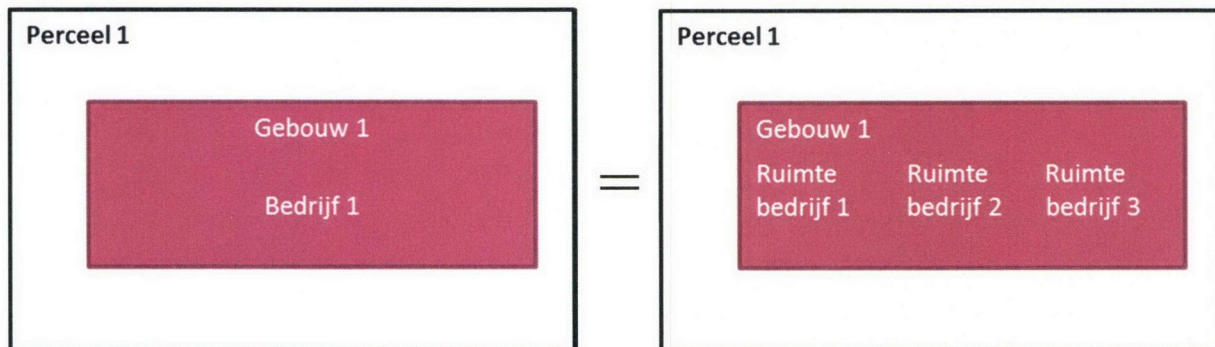 Perceel 1
Gebouw 1
Bedrijf 1
=
Perceel 1
Gebouw 1
Ruimte bedrijf 1
Ruimte bedrijf 2
Ruimte bedrijf 3